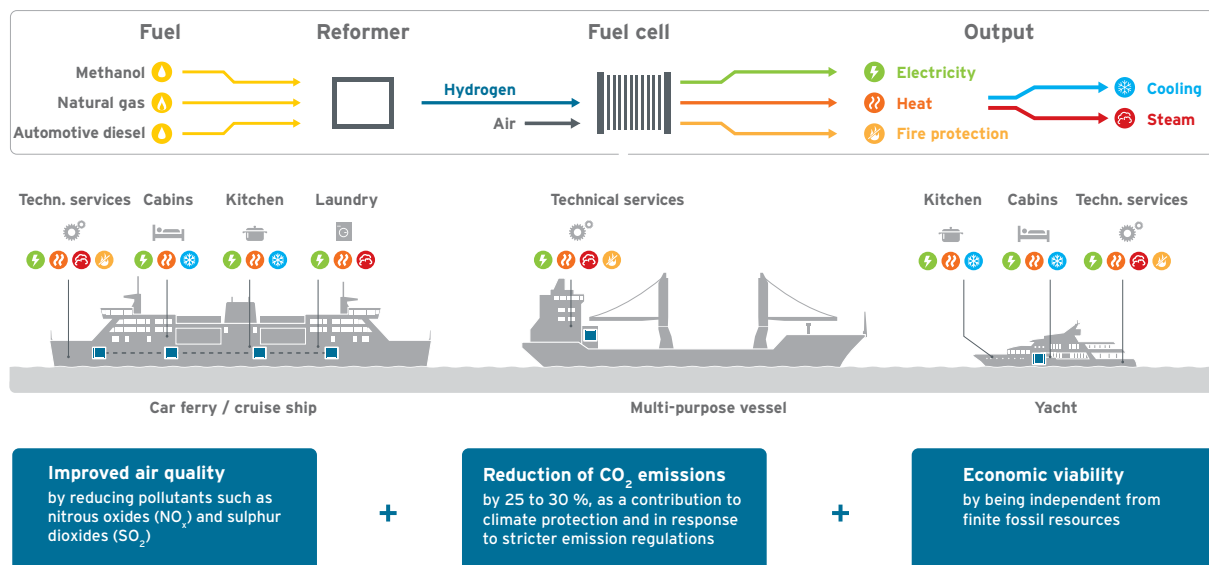 Fuel
Reformer
Fuel cell
Output
Methanol
Natural gas
Automotive diesel
Hydrogen
Air
Electricity
Heat
Fire protection
Cooling
Steam
Techn. services
Cabins
Kitchen
Laundry
Technical services
Kitchen
Cabins
Techn. services
Car ferry / cruise ship
Multi-purpose vessel
Yacht
Improved air quality
by reducing pollutants such as
nitrous oxides (NOₓ) and sulphur
dioxides (SO₂)
+
Reduction of CO₂ emissions
by 25 to 30 %, as a contribution to
climate protection and in response
to stricter emission regulations
+
Economic viability
by being independent from
finite fossil resources